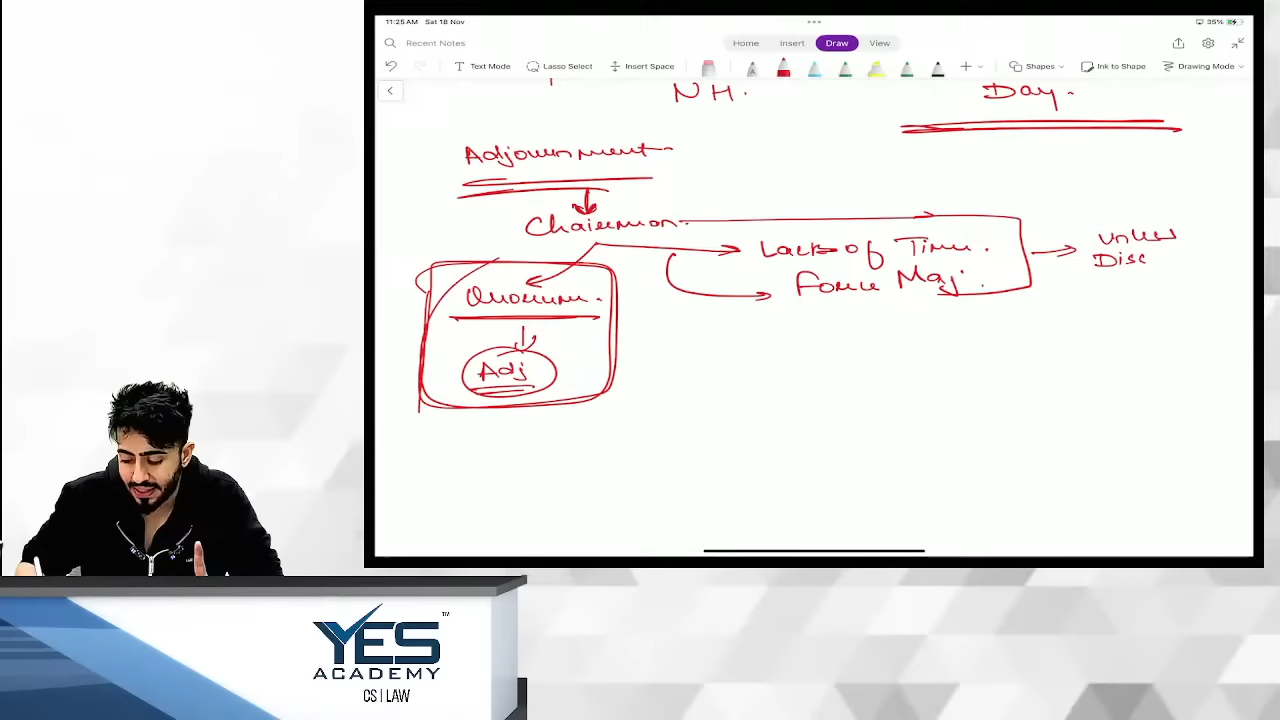 11:25 AM Sat 18 Nov
35%
Recent Notes
Home Insert Draw View
Text Mode Lasso Select Insert Space Shapes Ink to Shape Drawing Mode
NH. Day.
Adjournment
Chairman.
Lack of Time.
Force Maj.
Disc
Quorum.
Adj
YES™
ACADEMY
CS | LAW